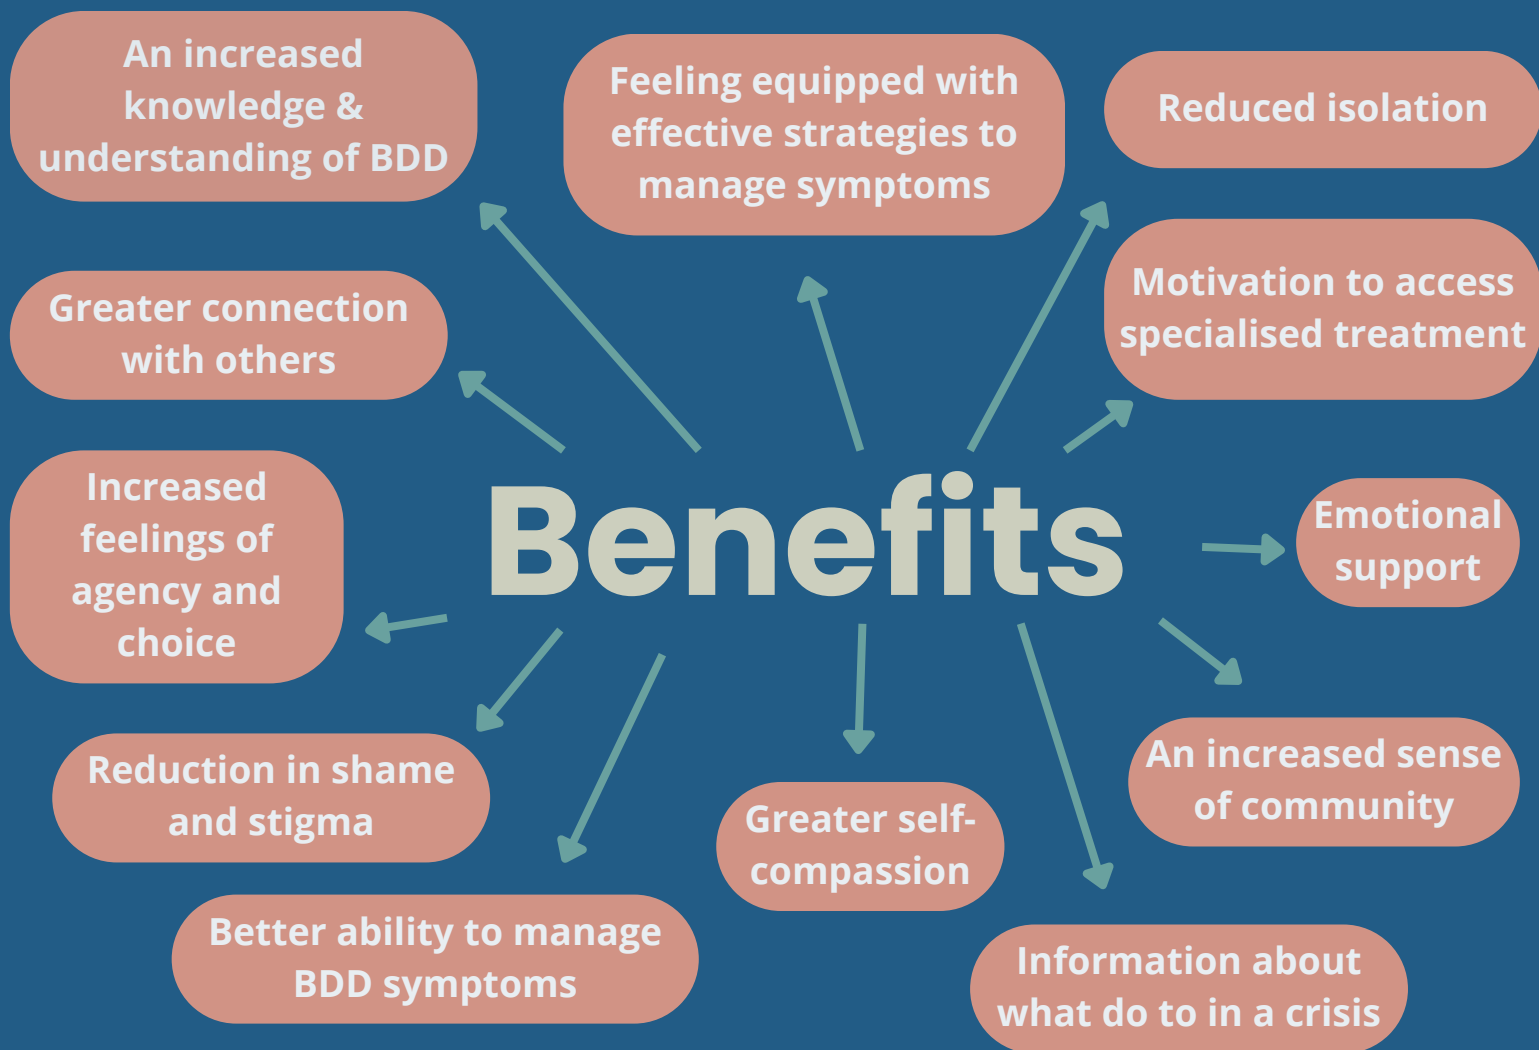 An increased
knowledge &
understanding of BDD
Feeling equipped with
effective strategies to
manage symptoms
Reduced isolation
Motivation to access
specialised treatment
Greater connection
with others
Increased
feelings of
agency and
choice
Benefits
Emotional
support
Reduction in shame
and stigma
Greater self-
compassion
An increased sense
of community
Better ability to manage
BDD symptoms
Information about
what do to in a crisis